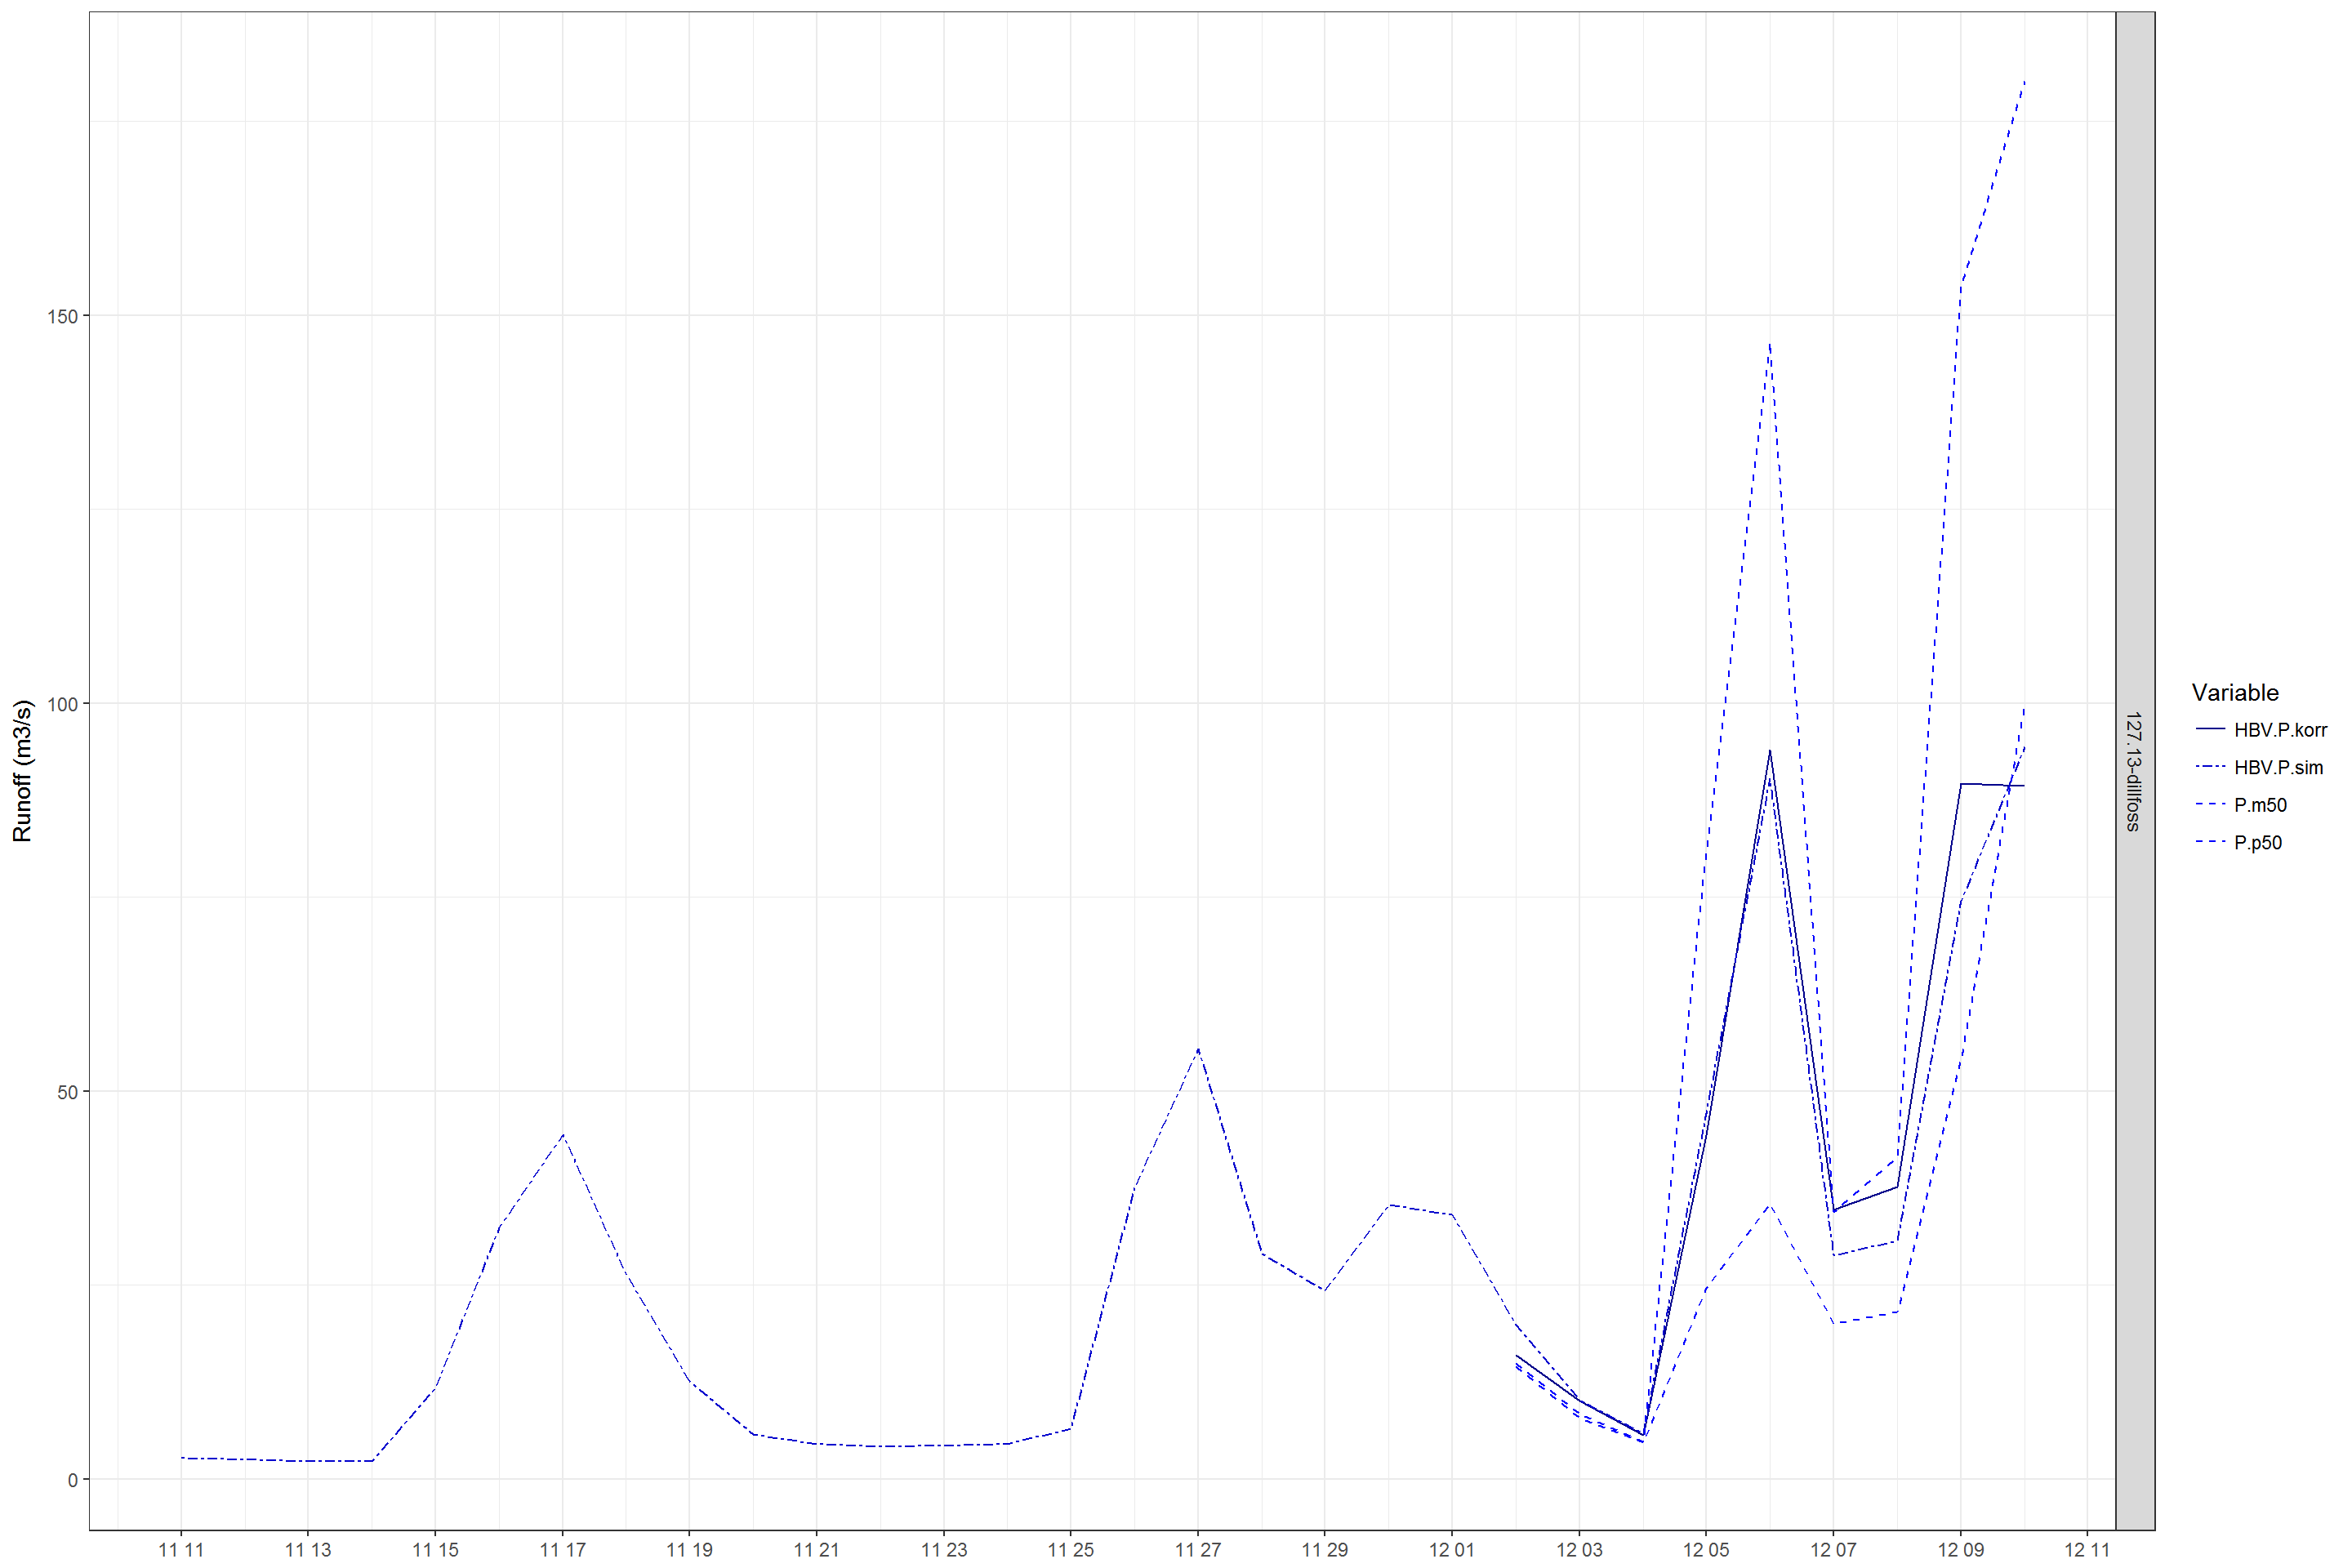 Runoff (m3/s)
150
100
50
0
11 11
11 13
11 15
11 17
11 19
11 21
11 23
11 25
11 27
11 29
12 01
12 03
12 05
12 07
12 09
12 11
127.13-dillfoss
Variable
HBV.P.korr
HBV.P.sim
P.m50
P.p50